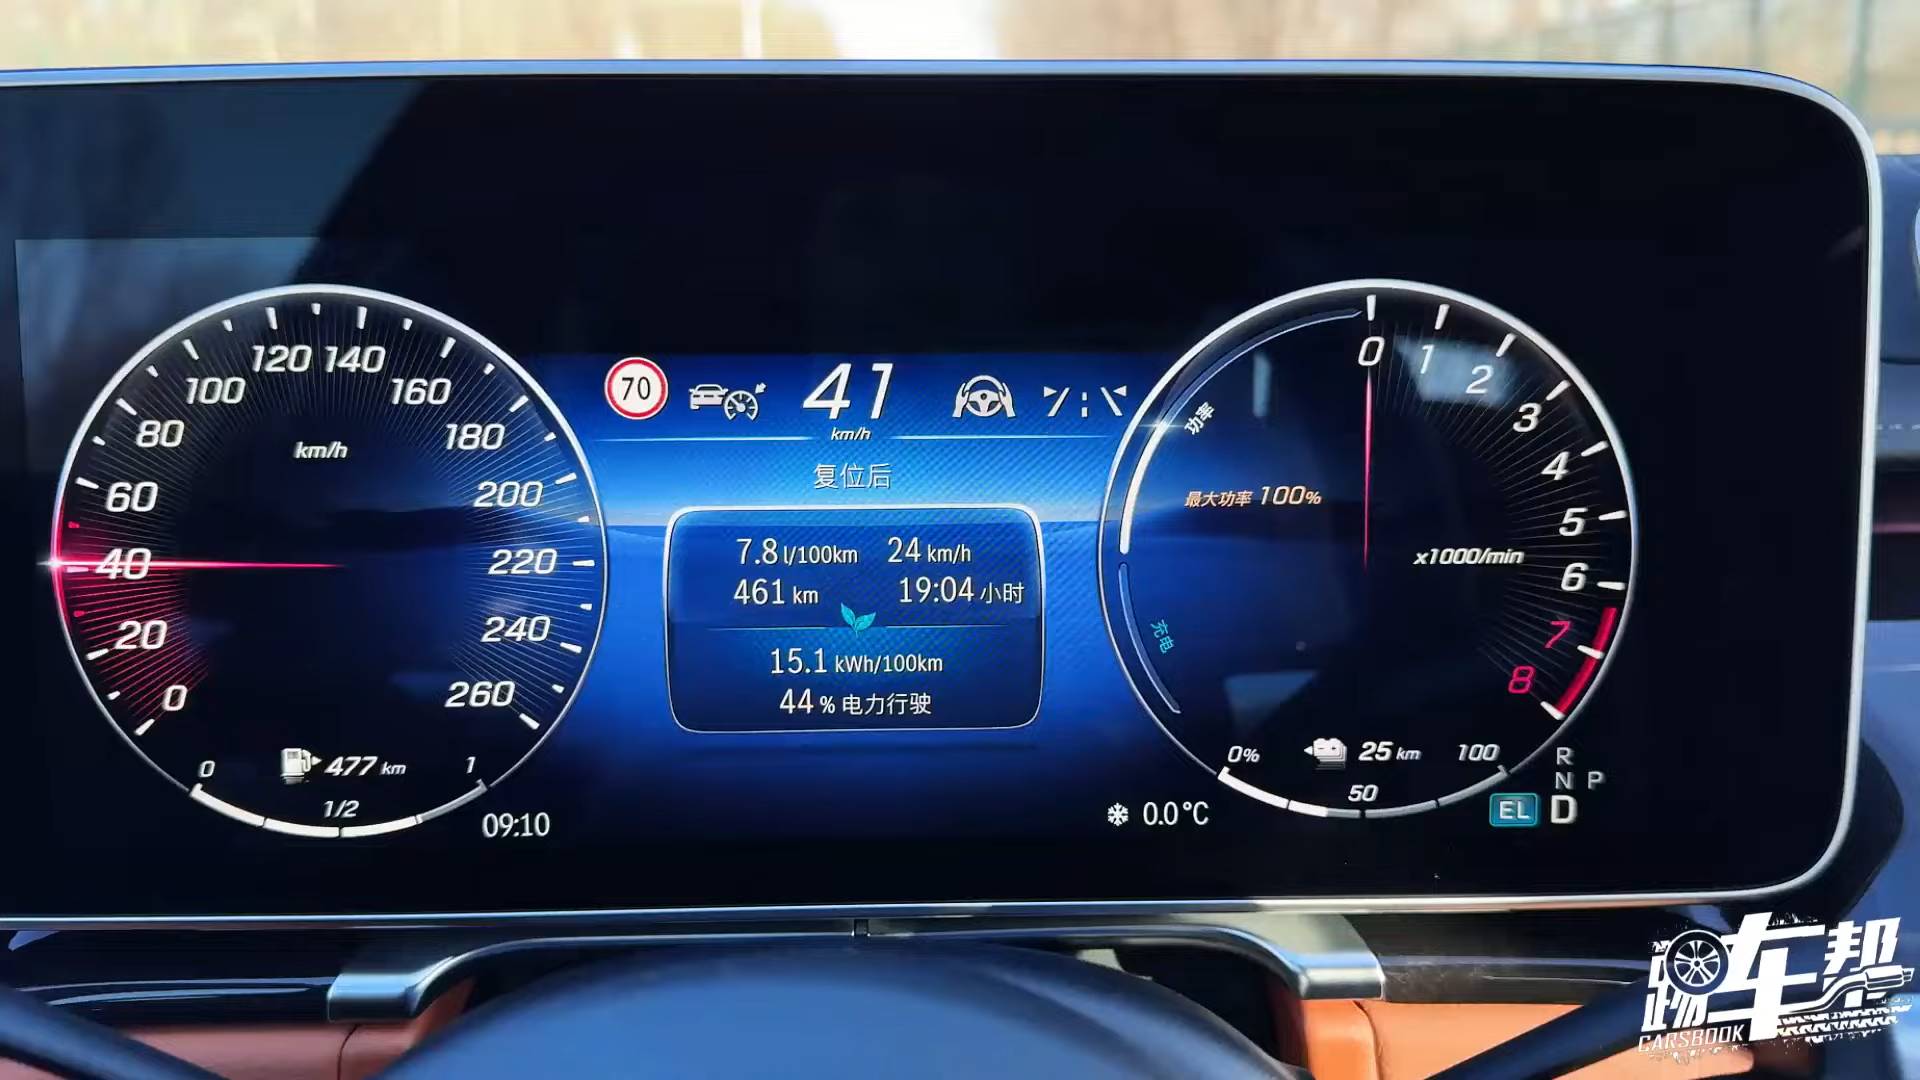 120 140
100 160
80 180
km/h
60 200
40 220
20 240
0 260
0 477 km 1
1/2
09:10
70 41
km/h
复位后
7.8 l/100km 24 km/h
461 km 19:04 小时
15.1 kWh/100km
44 % 电力行驶
0.0°C
0
1
2
3
4
5
6
7
8
功率
最大功率 100%
x1000/min
充电
0% 25 km 100
50
R
N P
EL D
踢车帮
CARSBOOK